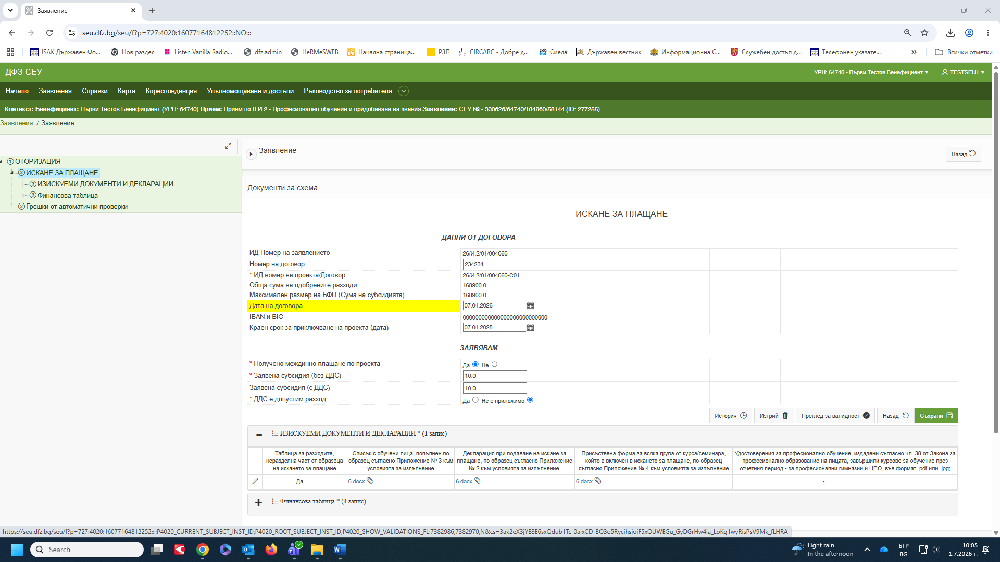 Заявление
seu.dfz.bg/seu/f?p=727:4020:16077164812252::NO:::
ISAK Държавен Фо...
Нов раздел
Listen Vanilla Radio...
dfz.admin
HeRMeSWEB
Начална страница...
РЗП
CIRCABC - Добре д...
Сиела
Държавен вестник
Информационна С...
Служебен достъп д...
Телефонен указате...
Всички отметки
ДФЗ СЕУ
УРН: 64740 - Първи Тестов Бенефициент
TESTSEU1
Начало Заявления Справки Карта Кореспонденция Упълномощаване и достъпи Ръководство за потребителя
Контекст: Бенефициент: Първи Тестов Бенефициент (УРН: 64740) Прием: Прием по II.И.2 - Професионално обучение и придобиване на знания Заявление: СЕУ № - 300626/64740/184960/58144 (ID: 277255)
Заявления / Заявление
1 ОТОРИЗАЦИЯ
2 ИСКАНЕ ЗА ПЛАЩАНЕ
3 ИЗИСКУЕМИ ДОКУМЕНТИ И ДЕКЛАРАЦИИ
3 Финансова таблица
2 Грешки от автоматични проверки
Заявление
Назад
Документи за схема
ИСКАНЕ ЗА ПЛАЩАНЕ
ДАННИ ОТ ДОГОВОРА
ИД Номер на заявлението 26/И.2/01/004060
Номер на договор 234234
* ИД номер на проекта/Договор 26/И.2/01/004060-C01
Обща сума на одобрените разходи 168900.0
Максимален размер на БФП (Сума на субсидията) 168900.0
Дата на договора 07.01.2026
IBAN и BIC 000000000000000000000000000
Краен срок за приключване на проекта (дата) 07.01.2028
ЗАЯВЯВАМ
* Получено междинно плащане по проекта Да Не
* Заявена субсидия (без ДДС) 10.0
Заявена субсидия (с ДДС) 10.0
* ДДС е допустим разход Да Не е приложимо
История Изтрий Преглед за валидност Назад Съхрани
ИЗИСКУЕМИ ДОКУМЕНТИ И ДЕКЛАРАЦИИ * (1 запис)
Таблица за разходите, неразделна част от образеца на искането за плащане
Списък с обучени лица, попълнен по образец съгласно Приложение № 3 към условията за изпълнение
Декларация при подаване на искане за плащане, по образец съгласно Приложение № 2 към условията за изпълнение.
Присъствена форма за всяка група от курса/семинара, който е включен в искането за плащане, по образец съгласно Приложение № 4 към условията за изпълнение
Удостоверения за професионално обучение, издадени съгласно чл. 38 от Закона за професионално образование на лицата, завършили курсове за обучение през отчетния период - за професионални гимназии и ЦПО, във формат .pdf или .jpg;
Да 6.docx 6.docx 6.docx -
Финансова таблица * (1 запис)
https://seu.dfz.bg/seu/f?p=727:4020:16077164812252::::P4020_CURRENT_SUBJECT_INST_ID,P4020_ROOT_SUBJECT_INST_ID,P4020_SHOW_VALIDATIONS_FL:7382986,7382970,N&cs=3ak2eX3jYE8E6sxQdub1Tc-0aixCD-BQ3o5RycihsjojF5xOUWEGu_GyDGrHw4ia_LoKg1wyRisPsV9Mk_fLHRA
Search
Light rain
In the afternoon
БГР
BG
10:05
1.7.2026 г.